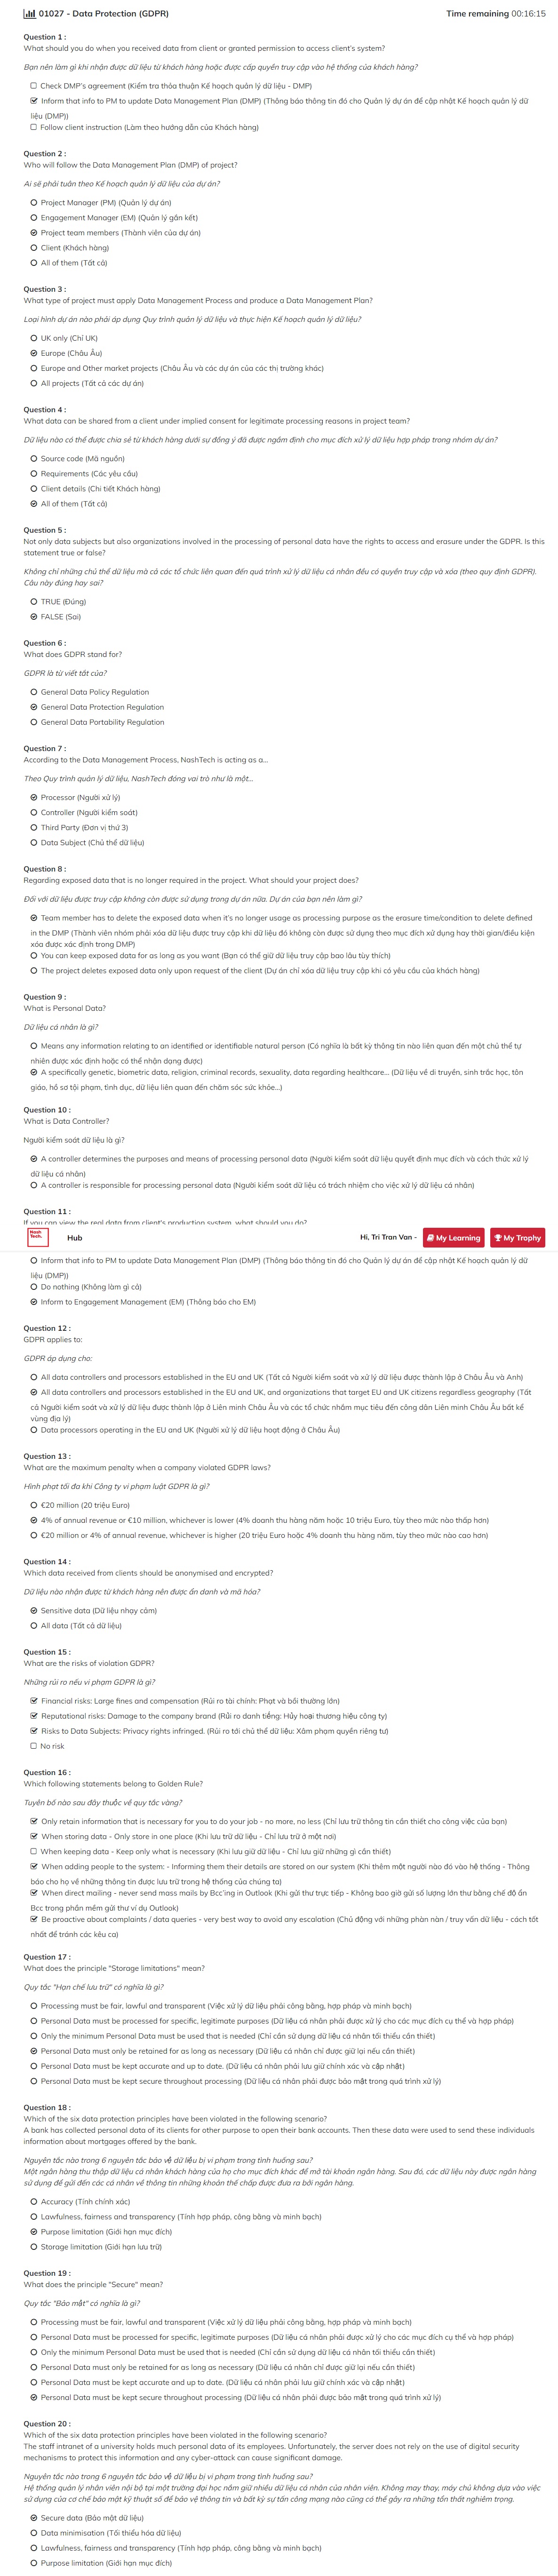 01027 - Data Protection (GDPR)
Time remaining 00:16:15
Question 1 :
What should you do when you received data from client or granted permission to access client's system?
Bạn nên làm gì khi nhận được dữ liệu từ khách hàng hoặc được cấp quyền truy cập vào hệ thống của khách hàng?
Check DMP's agreement (Kiểm tra thỏa thuận Kế hoạch quản lý dữ liệu - DMP)
Inform that info to PM to update Data Management Plan (DMP) (Thông báo thông tin đó cho Quản lý dự án để cập nhật Kế hoạch quản lý dữ
liệu (DMP))
Follow client instruction (Làm theo hướng dẫn của Khách hàng)
Question 2 :
Who will follow the Data Management Plan (DMP) of project?
Ai sẽ phải tuân theo Kế hoạch quản lý dữ liệu của dự án?
Project Manager (PM) (Quản lý dự án)
Engagement Manager (EM) (Quản lý gắn kết)
Project team members (Thành viên của dự án)
Client (Khách hàng)
All of them (Tất cả)
Question 3 :
What type of project must apply Data Management Process and produce a Data Management Plan?
Loại hình dự án nào phải áp dụng Quy trình quản lý dữ liệu và thực hiện Kế hoạch quản lý dữ liệu?
UK only (Chỉ UK)
Europe (Châu Âu)
Europe and Other market projects (Châu Âu và các dự án của các thị trường khác)
All projects (Tất cả các dự án)
Question 4 :
What data can be shared from a client under implied consent for legitimate processing reasons in project team?
Dữ liệu nào có thể được chia sẻ từ khách hàng dưới sự đồng ý đã được ngầm định cho mục đích xử lý dữ liệu hợp pháp trong nhóm dự án?
Source code (Mã nguồn)
Requirements (Các yêu cầu)
Client details (Chi tiết Khách hàng)
All of them (Tất cả)
Question 5 :
Not only data subjects but also organizations involved in the processing of personal data have the rights to access and erasure under the GDPR. Is this
statement true or false?
Không chỉ những chủ thể dữ liệu mà cả các tổ chức liên quan đến quá trình xử lý dữ liệu cá nhân đều có quyền truy cập và xóa (theo quy định GDPR).
Câu này đúng hay sai?
TRUE (Đúng)
FALSE (Sai)
Question 6 :
What does GDPR stand for?
GDPR là từ viết tắt của?
General Data Policy Regulation
General Data Protection Regulation
General Data Portability Regulation
Question 7 :
According to the Data Management Process, NashTech is acting as a...
Theo Quy trình quản lý dữ liệu, NashTech đóng vai trò như là một...
Processor (Người xử lý)
Controller (Người kiểm soát)
Third Party (Đơn vị thứ 3)
Data Subject (Chủ thể dữ liệu)
Question 8 :
Regarding exposed data that is no longer required in the project. What should your project does?
Đối với dữ liệu được truy cập không còn được sử dụng trong dự án nữa. Dự án của bạn nên làm gì?
Team member has to delete the exposed data when it's no longer usage as processing purpose as the erasure time/condition to delete defined
in the DMP (Thành viên nhóm phải xóa dữ liệu được truy cập khi dữ liệu đó không còn được sử dụng theo mục đích xử dụng hay thời gian/điều kiện
xóa được xác định trong DMP)
You can keep exposed data for as long as you want (Bạn có thể giữ dữ liệu truy cập bao lâu tùy thích)
The project deletes exposed data only upon request of the client (Dự án chỉ xóa dữ liệu truy cập khi có yêu cầu của khách hàng)
Question 9 :
What is Personal Data?
Dữ liệu cá nhân là gì?
Means any information relating to an identified or identifiable natural person (Có nghĩa là bất kỳ thông tin nào liên quan đến một chủ thể tự
nhiên được xác định hoặc có thể nhận dạng được)
A specifically genetic, biometric data, religion, criminal records, sexuality, data regarding healthcare... (Dữ liệu về di truyền, sinh trắc học, tôn
giáo, hồ sơ tội phạm, tình dục, dữ liệu liên quan đến chăm sóc sức khỏe...)
Question 10 :
What is Data Controller?
Người kiểm soát dữ liệu là gì?
A controller determines the purposes and means of processing personal data (Người kiểm soát dữ liệu quyết định mục đích và cách thức xử lý
dữ liệu cá nhân)
A controller is responsible for processing personal data (Người kiểm soát dữ liệu có trách nhiệm cho việc xử lý dữ liệu cá nhân)
Question 11 :
If you can view the real data from client's production system, what should you do?
Nash
Tech.
Hub
Hi, Tri Tran Van -
My Learning
My Trophy
Inform that info to PM to update Data Management Plan (DMP) (Thông báo thông tin đó cho Quản lý dự án để cập nhật Kế hoạch quản lý dữ
liệu (DMP))
Do nothing (Không làm gì cả)
Inform to Engagement Management (EM) (Thông báo cho EM)
Question 12 :
GDPR applies to:
GDPR áp dụng cho:
All data controllers and processors established in the EU and UK (Tất cả Người kiểm soát và xử lý dữ liệu được thành lập ở Châu Âu và Anh)
All data controllers and processors established in the EU and UK, and organizations that target EU and UK citizens regardless geography (Tất
cả Người kiểm soát và xử lý dữ liệu được thành lập ở Liên minh Châu Âu và các tổ chức nhắm mục tiêu đến công dân Liên minh Châu Âu bất kể
vùng địa lý)
Data processors operating in the EU and UK (Người xử lý dữ liệu hoạt động ở Châu Âu)
Question 13 :
What are the maximum penalty when a company violated GDPR laws?
Hình phạt tối đa khi Công ty vi phạm luật GDPR là gì?
€20 million (20 triệu Euro)
4% of annual revenue or €10 million, whichever is lower (4% doanh thu hàng năm hoặc 10 triệu Euro, tùy theo mức nào thấp hơn)
€20 million or 4% of annual revenue, whichever is higher (20 triệu Euro hoặc 4% doanh thu hàng năm, tùy theo mức nào cao hơn)
Question 14 :
Which data received from clients should be anonymised and encrypted?
Dữ liệu nào nhận được từ khách hàng nên được ẩn danh và mã hóa?
Sensitive data (Dữ liệu nhạy cảm)
All data (Tất cả dữ liệu)
Question 15 :
What are the risks of violation GDPR?
Những rủi ro nếu vi phạm GDPR là gì?
Financial risks: Large fines and compensation (Rủi ro tài chính: Phạt và bồi thường lớn)
Reputational risks: Damage to the company brand (Rủi ro danh tiếng: Hủy hoại thương hiệu công ty)
Risks to Data Subjects: Privacy rights infringed. (Rủi ro tới chủ thể dữ liệu: Xâm phạm quyền riêng tư)
No risk
Question 16 :
Which following statements belong to Golden Rule?
Tuyên bố nào sau đây thuộc về quy tắc vàng?
Only retain information that is necessary for you to do your job - no more, no less (Chỉ lưu trữ thông tin cần thiết cho công việc của bạn)
When storing data - Only store in one place (Khi lưu trữ dữ liệu - Chỉ lưu trữ ở một nơi)
When keeping data - Keep only what is necessary (Khi lưu giữ dữ liệu - Chỉ lưu giữ những gì cần thiết)
When adding people to the system: - Informing them their details are stored on our system (Khi thêm một người nào đó vào hệ thống - Thông
báo cho họ về những thông tin được lưu trữ trong hệ thống của chúng ta)
When direct mailing - never send mass mails by Bcc'ing in Outlook (Khi gửi thư trực tiếp - Không bao giờ gửi số lượng lớn thư bằng chế độ ẩn
Bcc trong phần mềm gửi thư ví dụ Outlook)
Be proactive about complaints / data queries - very best way to avoid any escalation (Chủ động với những phàn nàn / truy vấn dữ liệu - cách tốt
nhất để tránh các kêu ca)
Question 17 :
What does the principle "Storage limitations" mean?
Quy tắc "Hạn chế lưu trữ" có nghĩa là gì?
Processing must be fair, lawful and transparent (Việc xử lý dữ liệu phải công bằng, hợp pháp và minh bạch)
Personal Data must be processed for specific, legitimate purposes (Dữ liệu cá nhân phải được xử lý cho các mục đích cụ thể và hợp pháp)
Only the minimum Personal Data must be used that is needed (Chỉ cần sử dụng dữ liệu cá nhân tối thiểu cần thiết)
Personal Data must only be retained for as long as necessary (Dữ liệu cá nhân chỉ được giữ lại nếu cần thiết)
Personal Data must be kept accurate and up to date. (Dữ liệu cá nhân phải lưu giữ chính xác và cập nhật)
Personal Data must be kept secure throughout processing (Dữ liệu cá nhân phải được bảo mật trong quá trình xử lý)
Question 18 :
Which of the six data protection principles have been violated in the following scenario?
A bank has collected personal data of its clients for other purpose to open their bank accounts. Then these data were used to send these individuals
information about mortgages offered by the bank.
Nguyên tắc nào trong 6 nguyên tắc bảo vệ dữ liệu bị vi phạm trong tình huống sau?
Một ngân hàng thu thập dữ liệu cá nhân khách hàng của họ cho mục đích khác để mở tài khoản ngân hàng. Sau đó, các dữ liệu này được ngân hàng
sử dụng để gửi đến các cá nhân về thông tin những khoản thế chấp được đưa ra bởi ngân hàng.
Accuracy (Tính chính xác)
Lawfulness, fairness and transparency (Tính hợp pháp, công bằng và minh bạch)
Purpose limitation (Giới hạn mục đích)
Storage limitation (Giới hạn lưu trữ)
Question 19 :
What does the principle "Secure" mean?
Quy tắc "Bảo mật" có nghĩa là gì?
Processing must be fair, lawful and transparent (Việc xử lý dữ liệu phải công bằng, hợp pháp và minh bạch)
Personal Data must be processed for specific, legitimate purposes (Dữ liệu cá nhân phải được xử lý cho các mục đích cụ thể và hợp pháp)
Only the minimum Personal Data must be used that is needed (Chỉ cần sử dụng dữ liệu cá nhân tối thiểu cần thiết)
Personal Data must only be retained for as long as necessary (Dữ liệu cá nhân chỉ được giữ lại nếu cần thiết)
Personal Data must be kept accurate and up to date. (Dữ liệu cá nhân phải lưu giữ chính xác và cập nhật)
Personal Data must be kept secure throughout processing (Dữ liệu cá nhân phải được bảo mật trong quá trình xử lý)
Question 20 :
Which of the six data protection principles have been violated in the following scenario?
The staff intranet of a university holds much personal data of its employees. Unfortunately, the server does not rely on the use of digital security
mechanisms to protect this information and any cyber-attack can cause significant damage.
Nguyên tắc nào trong 6 nguyên tắc bảo vệ dữ liệu bị vi phạm trong tình huống sau?
Hệ thống quản lý nhân viên nội bộ tại một trường đại học nắm giữ nhiều dữ liệu cá nhân của nhân viên. Không may thay, máy chủ không dựa vào việc
sử dụng của cơ chế bảo mật kỹ thuật số để bảo vệ thông tin và bất kỳ sự tấn công mạng nào cũng có thể gây ra những tổn thất nghiêm trọng.
Secure data (Bảo mật dữ liệu)
Data minimisation (Tối thiểu hóa dữ liệu)
Lawfulness, fairness and transparency (Tính hợp pháp, công bằng và minh bạch)
Purpose limitation (Giới hạn mục đích)